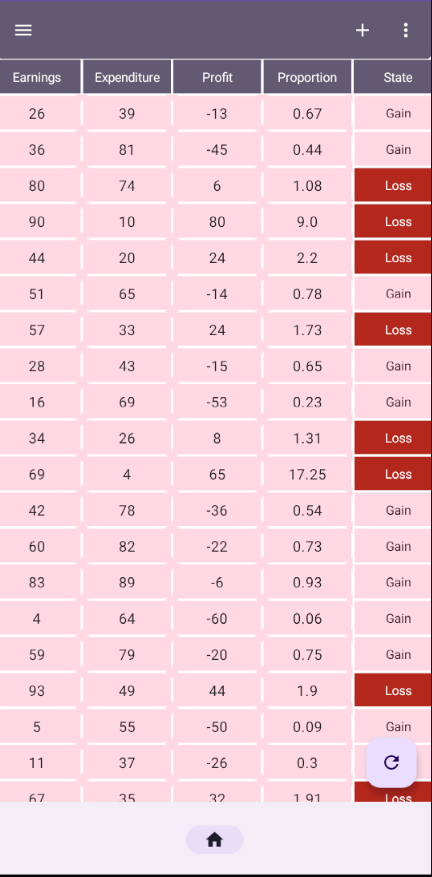 Earnings Expenditure Profit Proportion State
26 39 -13 0.67 Gain
36 81 -45 0.44 Gain
80 74 6 1.08 Loss
90 10 80 9.0 Loss
44 20 24 2.2 Loss
51 65 -14 0.78 Gain
57 33 24 1.73 Loss
28 43 -15 0.65 Gain
16 69 -53 0.23 Gain
34 26 8 1.31 Loss
69 4 65 17.25 Loss
42 78 -36 0.54 Gain
60 82 -22 0.73 Gain
83 89 -6 0.93 Gain
4 64 -60 0.06 Gain
59 79 -20 0.75 Gain
93 49 44 1.9 Loss
5 55 -50 0.09 Gain
11 37 -26 0.3
67 35 32 1.91 Loss